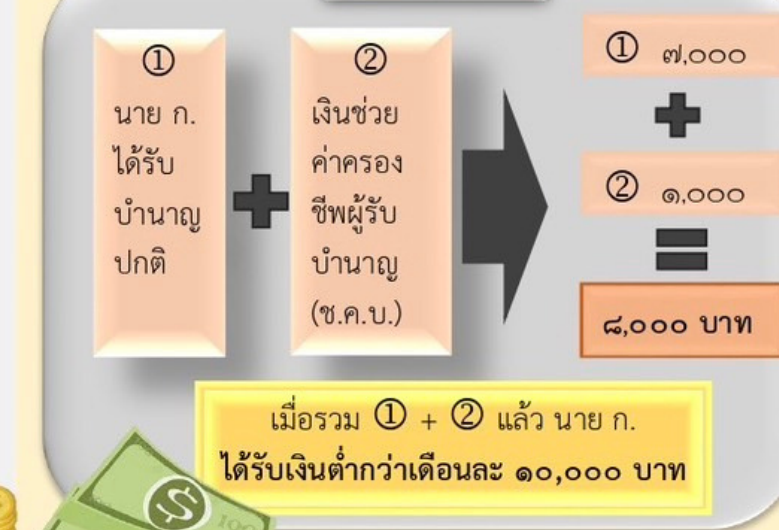 ①
นาย ก.
ได้รับ
บำนาญ
ปกติ
②
เงินช่วย
ค่าครอง
ชีพผู้รับ
บำนาญ
(ช.ค.บ.)
① ๗,๐๐๐
② ๑,๐๐๐
๘,๐๐๐ บาท
เมื่อรวม ① + ② แล้ว นาย ก.
ได้รับเงินต่ำกว่าเดือนละ ๑๐,๐๐๐ บาท
$
100